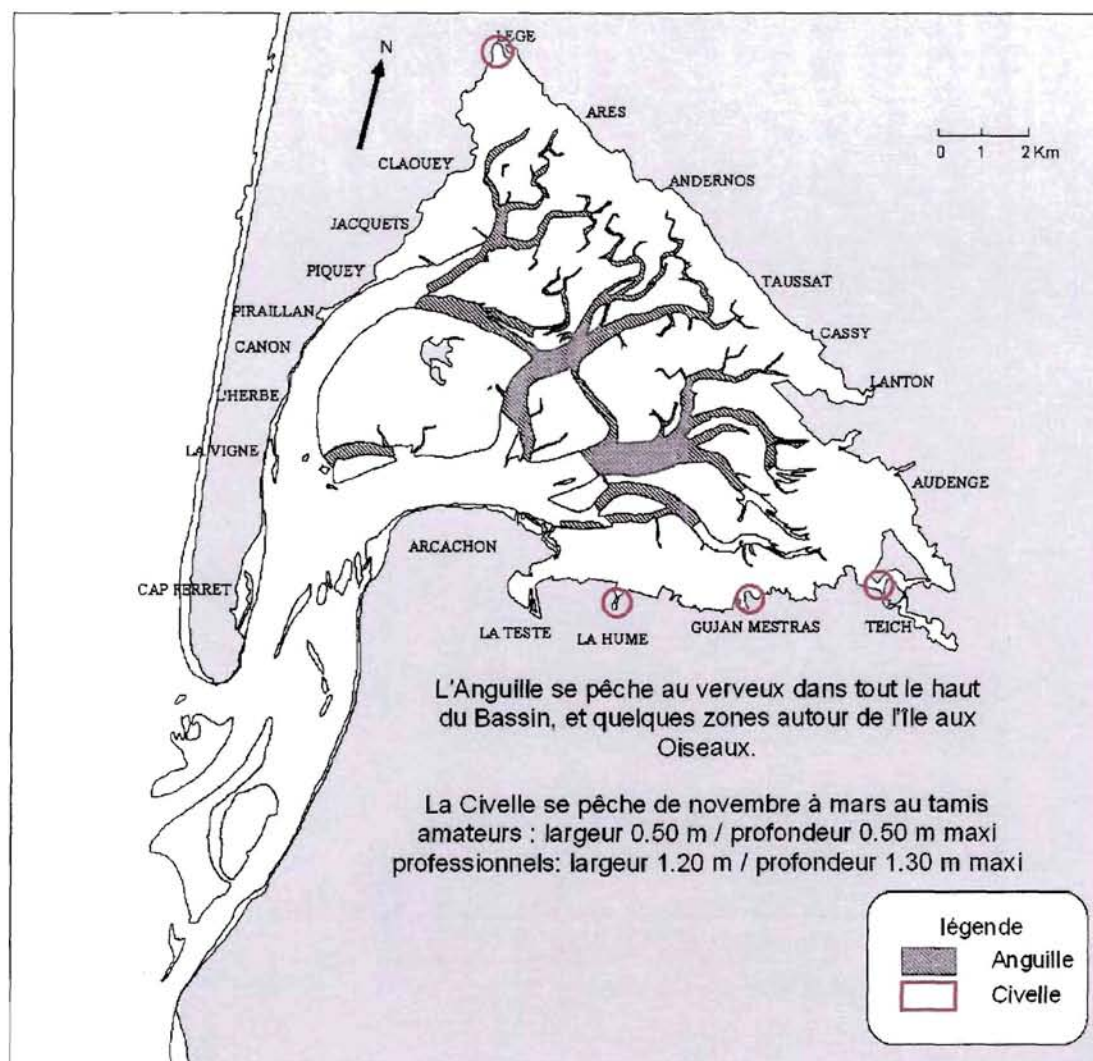 LEGE
N
ARES
0 1 2 Km
CLAOUEY
ANDERNOS
JACQUETS
PIQUEY
TAUSSAT
PIRAILLAN
CASSY
CANON
LANTON
L'HERBE
LA VIGNE
AUDENGE
ARCACHON
CAP FERRET
LA TESTE
LA HUME
GUJAN MESTRAS
TEICH
L'Anguille se pêche au verveux dans tout le haut
du Bassin, et quelques zones autour de l'île aux
Oiseaux.
La Civelle se pêche de novembre à mars au tamis
amateurs : largeur 0.50 m / profondeur 0.50 m maxi
professionnels: largeur 1.20 m / profondeur 1.30 m maxi
légende
Anguille
Civelle